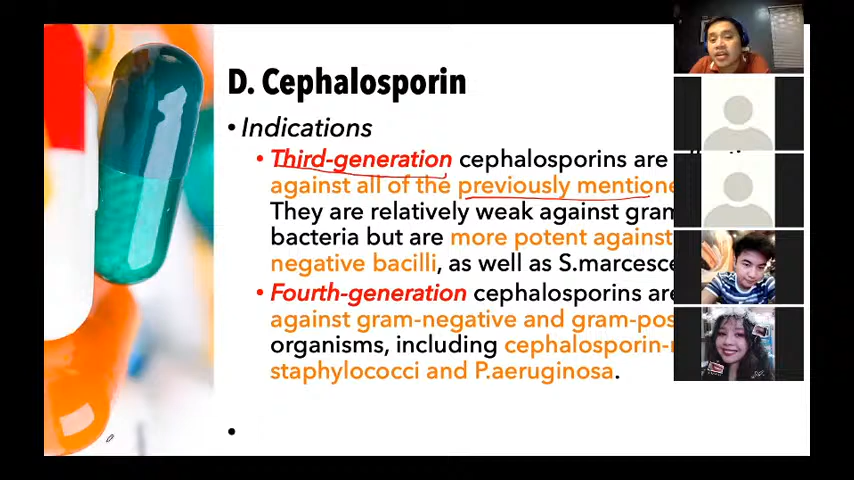 D. Cephalosporin
• Indications
• Third-generation cephalosporins are
against all of the previously mentione
They are relatively weak against gram
bacteria but are more potent against
negative bacilli, as well as S.marcesce
• Fourth-generation cephalosporins are
against gram-negative and gram-pos
organisms, including cephalosporin-r
staphylococci and P.aeruginosa.
•